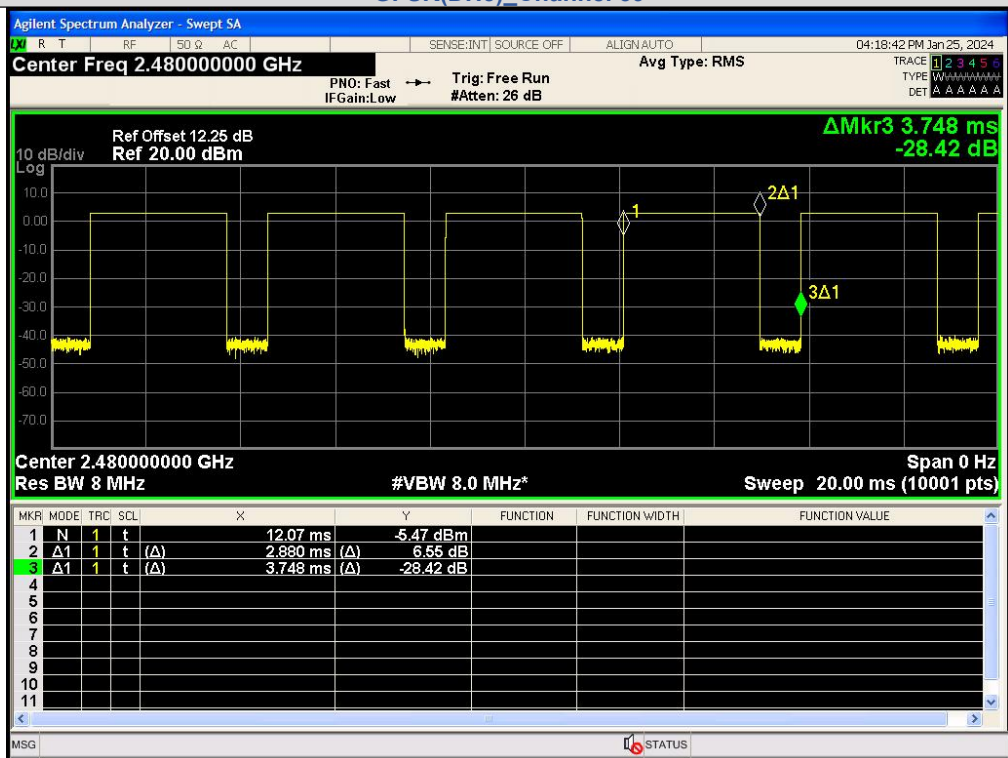 Agilent Spectrum Analyzer - Swept SA
LXI R T RF 50 Ω AC SENSE:INT SOURCE OFF ALIGNAUTO 04:18:42 PM Jan 25, 2024
Center Freq 2.480000000 GHz Avg Type: RMS TRACE 1 2 3 4 5 6
PNO: Fast Trig: Free Run TYPE W
IFGain:Low #Atten: 26 dB DET A A A A A A
ΔMkr3 3.748 ms
-28.42 dB
Ref Offset 12.25 dB
10 dB/div Ref 20.00 dBm
Log
10.0
0.00
-10.0
-20.0
-30.0
-40.0
-50.0
-60.0
-70.0
1
2Δ1
3Δ1
Center 2.480000000 GHz Span 0 Hz
Res BW 8 MHz #VBW 8.0 MHz* Sweep 20.00 ms (10001 pts)
MKR MODE TRC SCL X Y FUNCTION FUNCTION WIDTH FUNCTION VALUE
1 N 1 t 12.07 ms -5.47 dBm
2 Δ1 1 t (Δ) 2.880 ms (Δ) 6.55 dB
3 Δ1 1 t (Δ) 3.748 ms (Δ) -28.42 dB
4
5
6
7
8
9
10
11
MSG STATUS